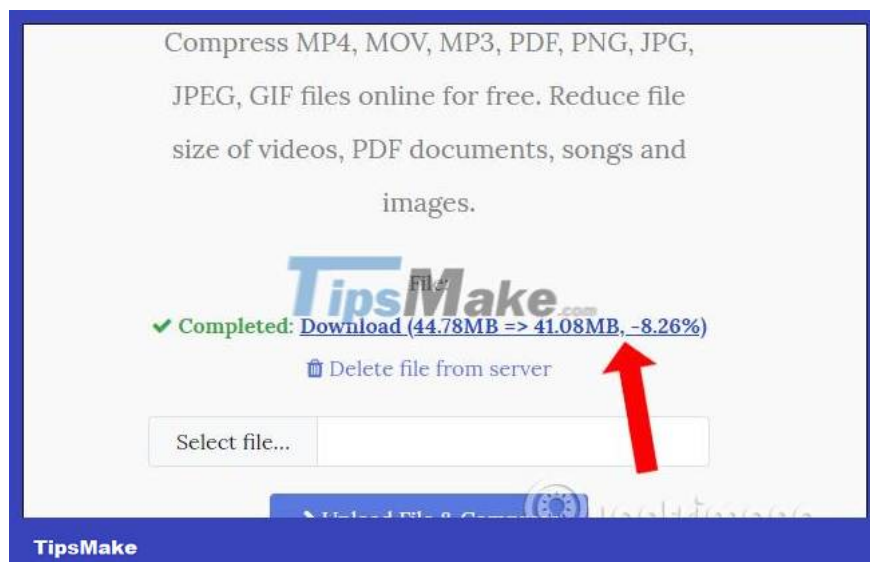 Compress MP4, MOV, MP3, PDF, PNG, JPG,
JPEG, GIF files online for free. Reduce file
size of videos, PDF documents, songs and
images.
File:
TipsMake.com
✔ Completed: Download (44.78MB => 41.08MB, -8.26%)
Delete file from server
Select file...
Upload File &
TipsMake